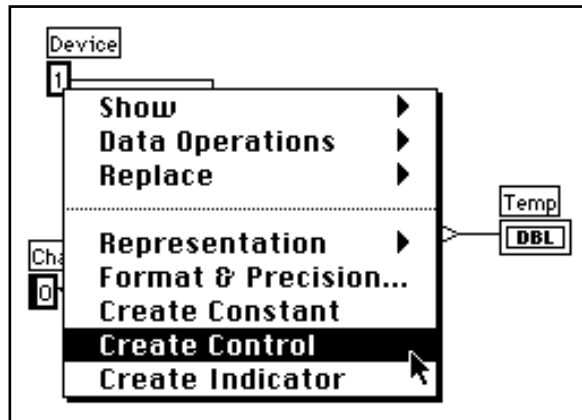 Device
1
Show
Data Operations
Replace
Temp
DBL
Representation
Format & Precision...
0
Create Constant
Create Control
Create Indicator